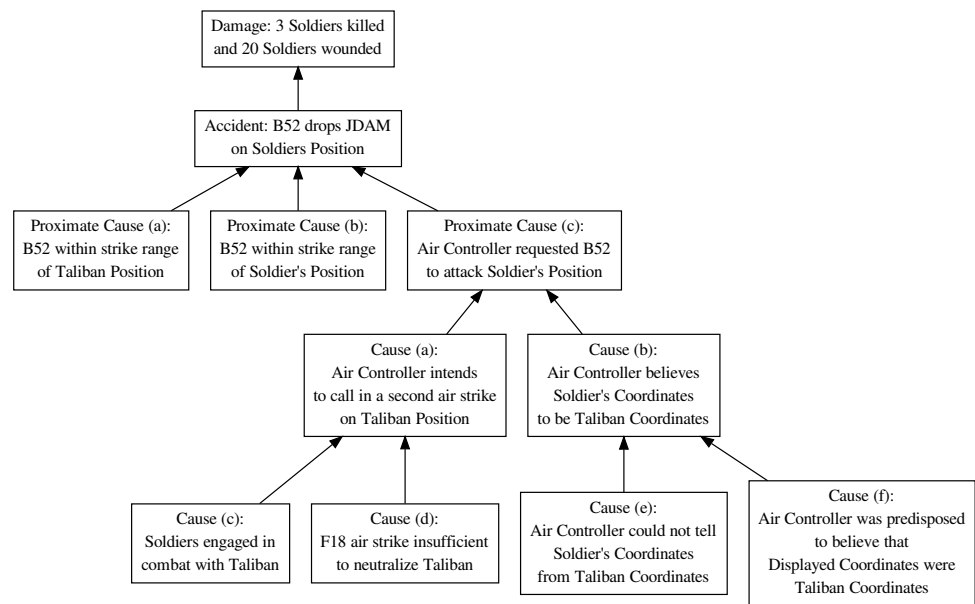 Damage: 3 Soldiers killed
and 20 Soldiers wounded
Accident: B52 drops JDAM
on Soldiers Position
Proximate Cause (a):
B52 within strike range
of Taliban Position
Proximate Cause (b):
B52 within strike range
of Soldier's Position
Proximate Cause (c):
Air Controller requested B52
to attack Soldier's Position
Cause (a):
Air Controller intends
to call in a second air strike
on Taliban Position
Cause (b):
Air Controller believes
Soldier's Coordinates
to be Taliban Coordinates
Cause (c):
Soldiers engaged in
combat with Taliban
Cause (d):
F18 air strike insufficient
to neutralize Taliban
Cause (e):
Air Controller could not tell
Soldier's Coordinates
from Taliban Coordinates
Cause (f):
Air Controller was predisposed
to believe that
Displayed Coordinates were
Taliban Coordinates